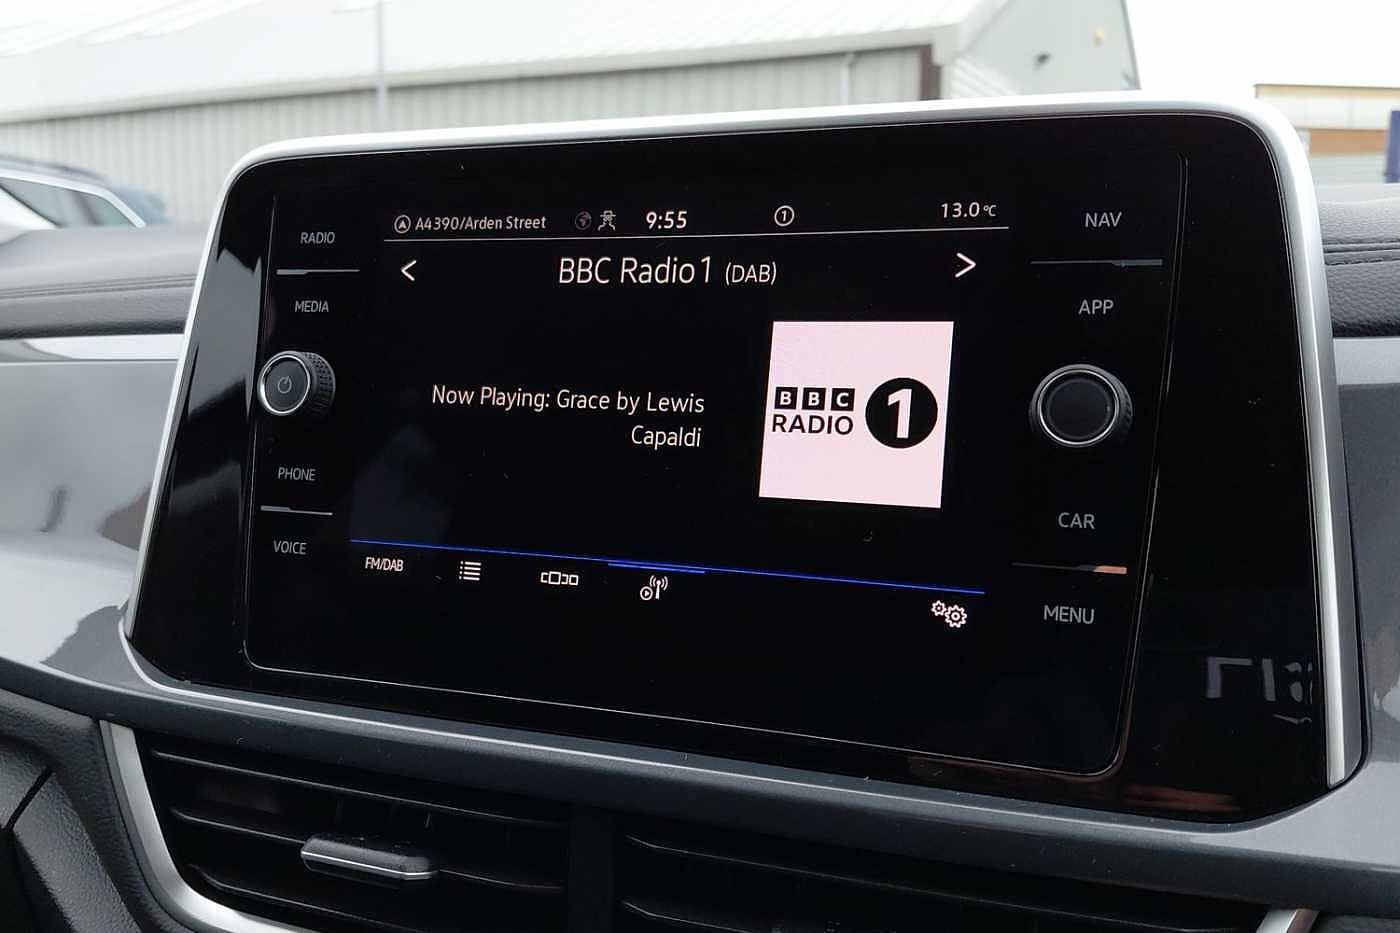 RADIO
MEDIA
PHONE
VOICE
A4390/Arden Street 9:55 1 13.0°C
< BBC Radio 1 (DAB) >
Now Playing: Grace by Lewis
Capaldi
BBC
RADIO 1
FM/DAB
NAV
APP
CAR
MENU